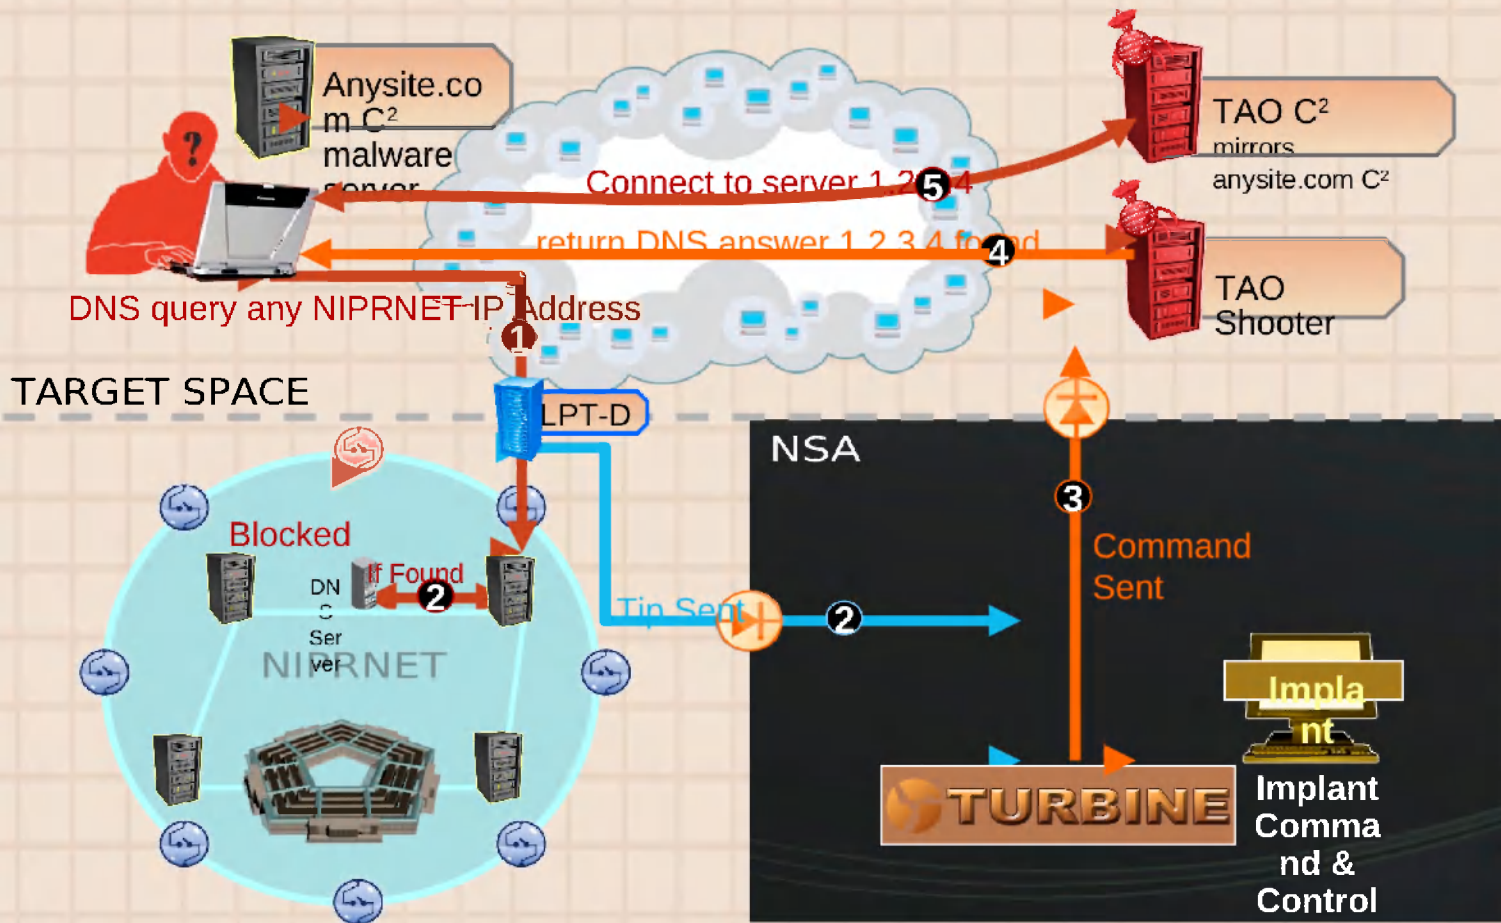 Anysite.co
m C²
malware
server
TAO C²
mirrors
anysite.com C²
Connect to server 1.2.3.4
5
return DNS answer 1.2.3.4 found
4
TAO
Shooter
DNS query any NIPRNET IP Address
1
TARGET SPACE
LPT-D
NSA
Blocked
If Found
2
DN
S
Ser
ver
NIPRNET
Tip Sent
2
3
Command
Sent
TURBINE
Impla
nt
Implant
Comma
nd &
Control
?